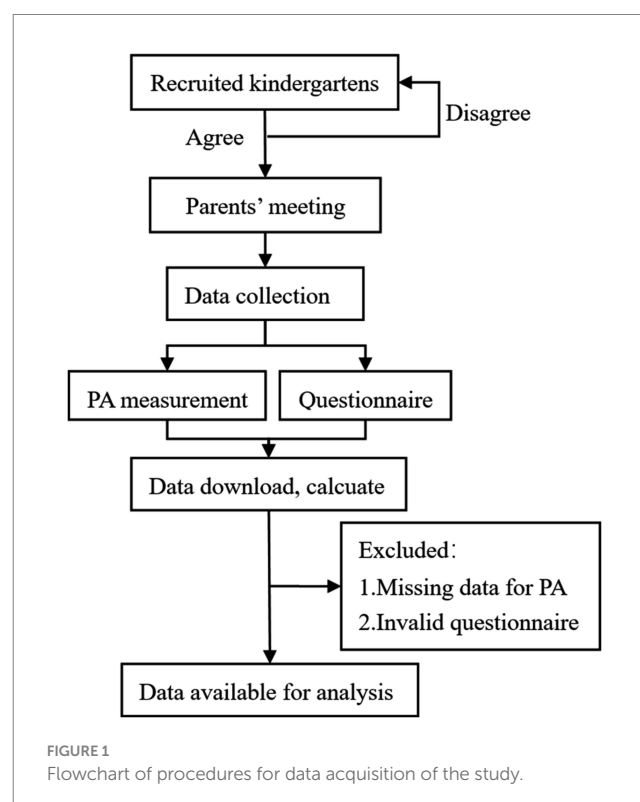 Recruited kindergartens
Disagree
Agree
Parents’ meeting
Data collection
PA measurement
Questionnaire
Data download, calcuate
Excluded:
1.Missing data for PA
2.Invalid questionnaire
Data available for analysis
FIGURE 1
Flowchart of procedures for data acquisition of the study.